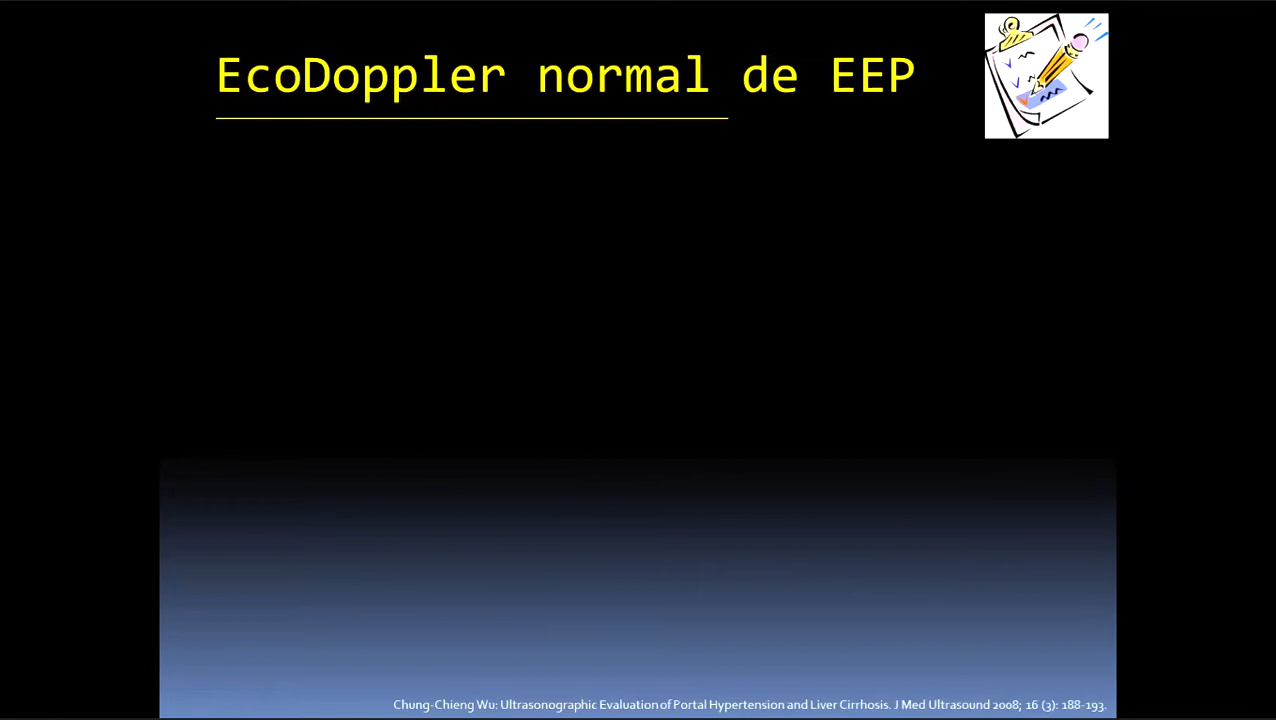 EcoDoppler normal de EEP
Chung-Chieng Wu: Ultrasonographic Evaluation of Portal Hypertension and Liver Cirrhosis. J Med Ultrasound 2008; 16 (3): 188-193.